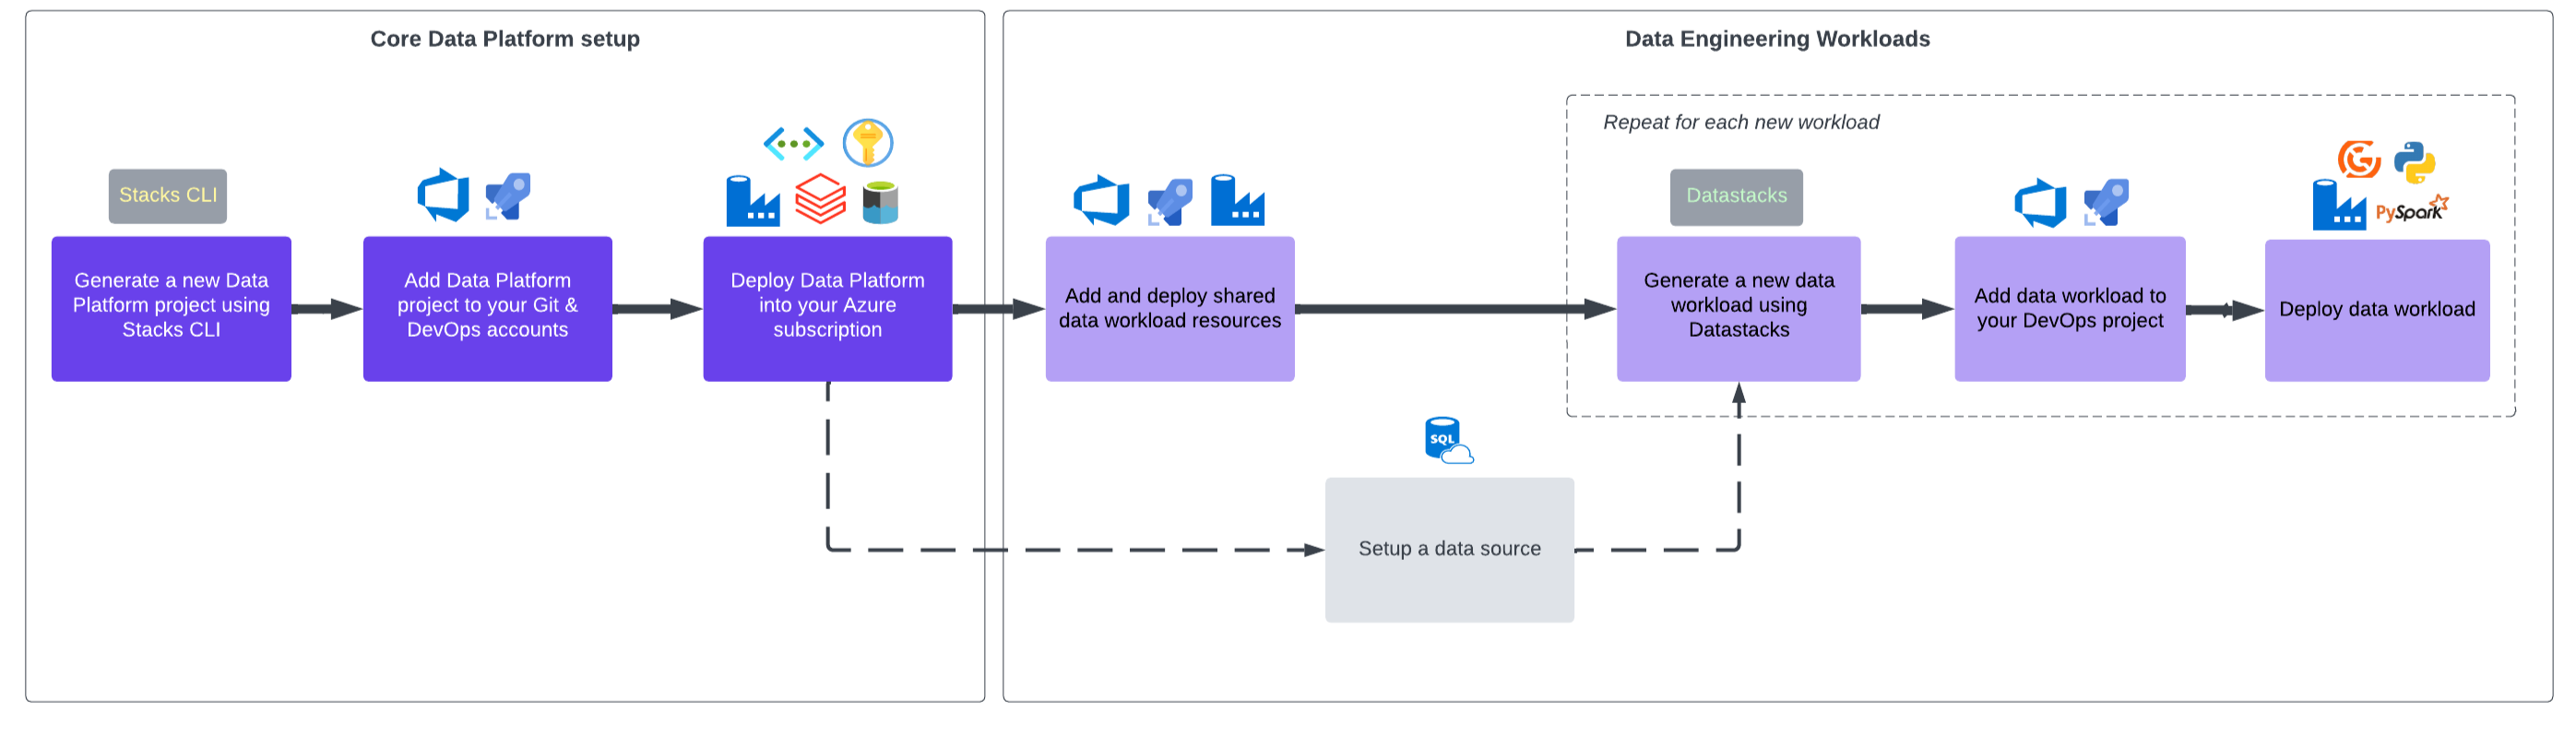 Core Data Platform setup
Stacks CLI
Generate a new Data
Platform project using
Stacks CLI
Add Data Platform
project to your Git &
DevOps accounts
Deploy Data Platform
into your Azure
subscription
Data Engineering Workloads
Add and deploy shared
data workload resources
Repeat for each new workload
Datastacks
Generate a new data
workload using
Datastacks
Add data workload to
your DevOps project
PySpark
Deploy data workload
SQL
Setup a data source